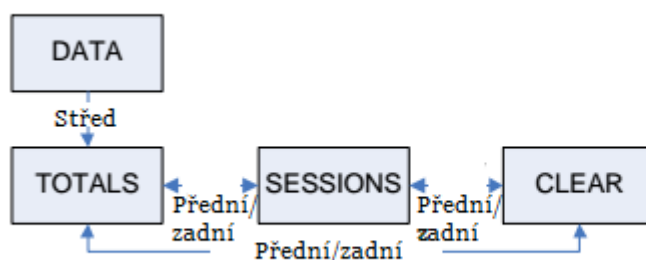 DATA
Střed
TOTALS
SESSIONS
CLEAR
Přední/
zadní
Přední/
zadní
Přední/zadní